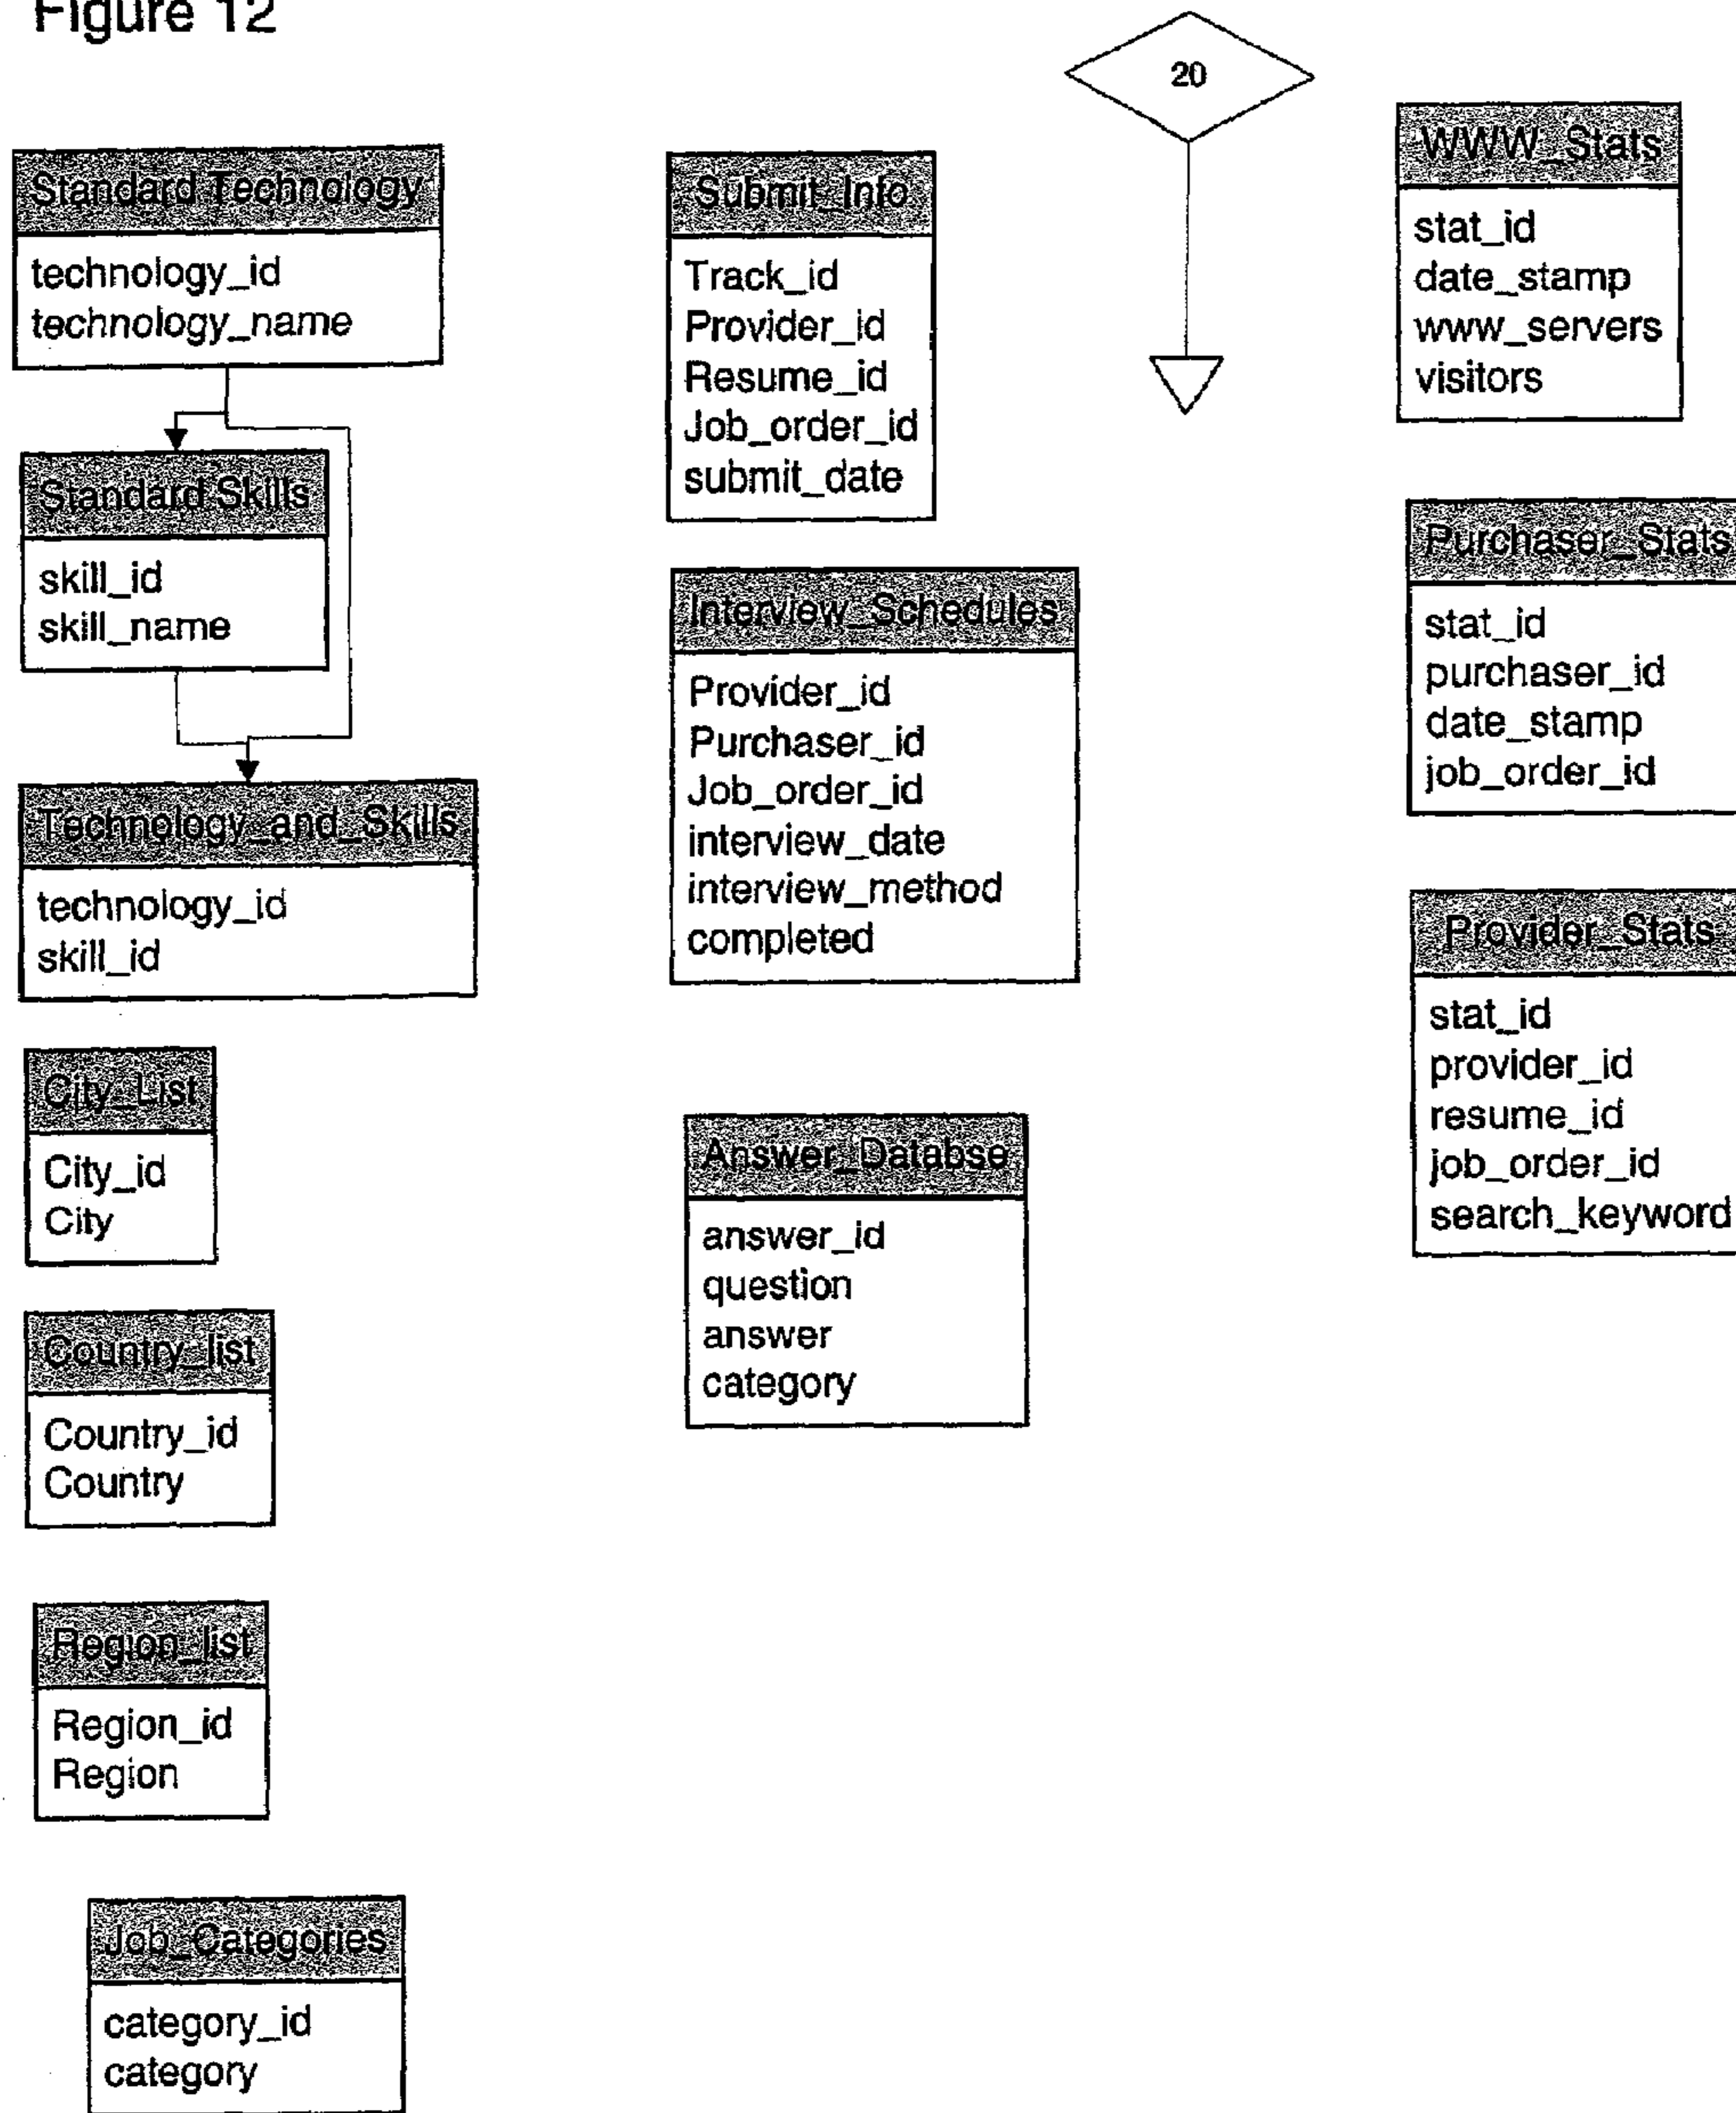 Figure 12
20
Standard Technology
technology_id
technology_name
Standard Skills
skill_id
skill_name
Technology_and_Skills
technology_id
skill_id
City_List
City_id
City
Country_list
Country_id
Country
Region_list
Region_id
Region
Job_Categories
category_id
category
Submit_Info
Track_id
Provider_id
Resume_id
Job_order_id
submit_date
Interview_Schedules
Provider_id
Purchaser_id
Job_order_id
interview_date
interview_method
completed
Answer_Databse
answer_id
question
answer
category
WWW_Stats
stat_id
date_stamp
www_servers
visitors
Purchaser_Stats
stat_id
purchaser_id
date_stamp
job_order_id
Provider_Stats
stat_id
provider_id
resume_id
job_order_id
search_keyword